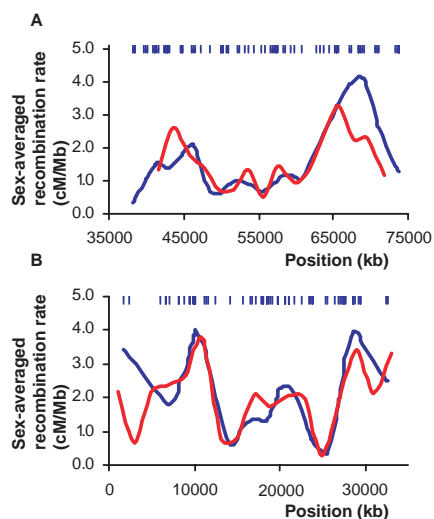 A
Sex-averaged
recombination rate
(cM/Mb)
5.0
4.0
3.0
2.0
1.0
0.0
35000 45000 55000 65000 75000
Position (kb)
B
Sex-averaged
recombination rate
(cM/Mb)
5.0
4.0
3.0
2.0
1.0
0.0
0 10000 20000 30000
Position (kb)